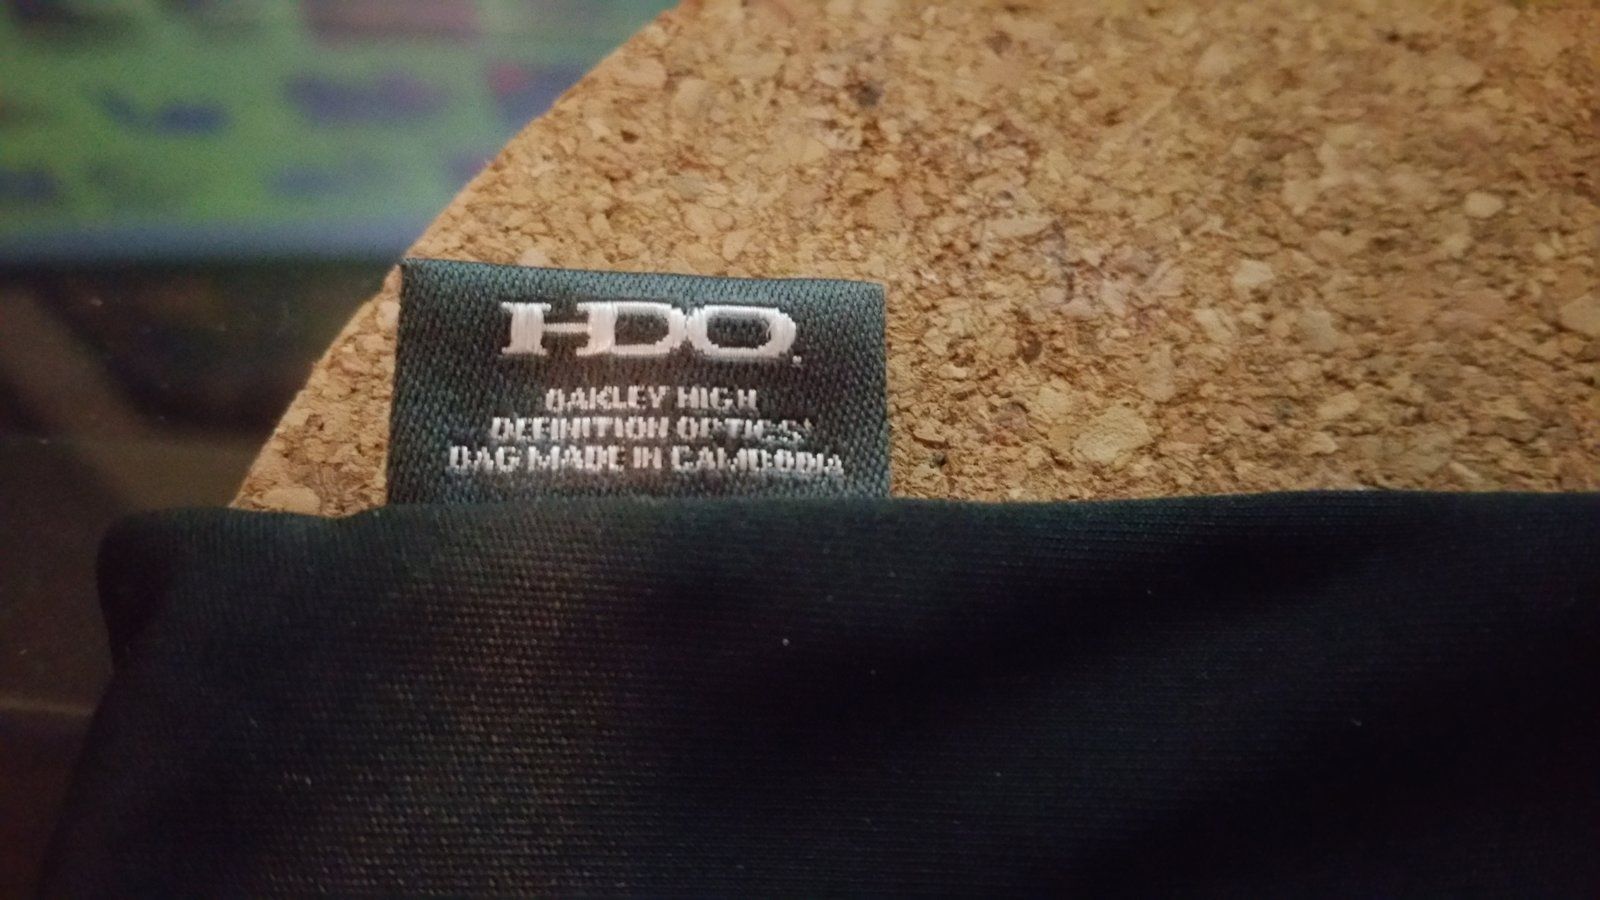 HDO.
OAKLEY HIGH
DEFINITION OPTICS
BAG MADE IN CAMBODIA